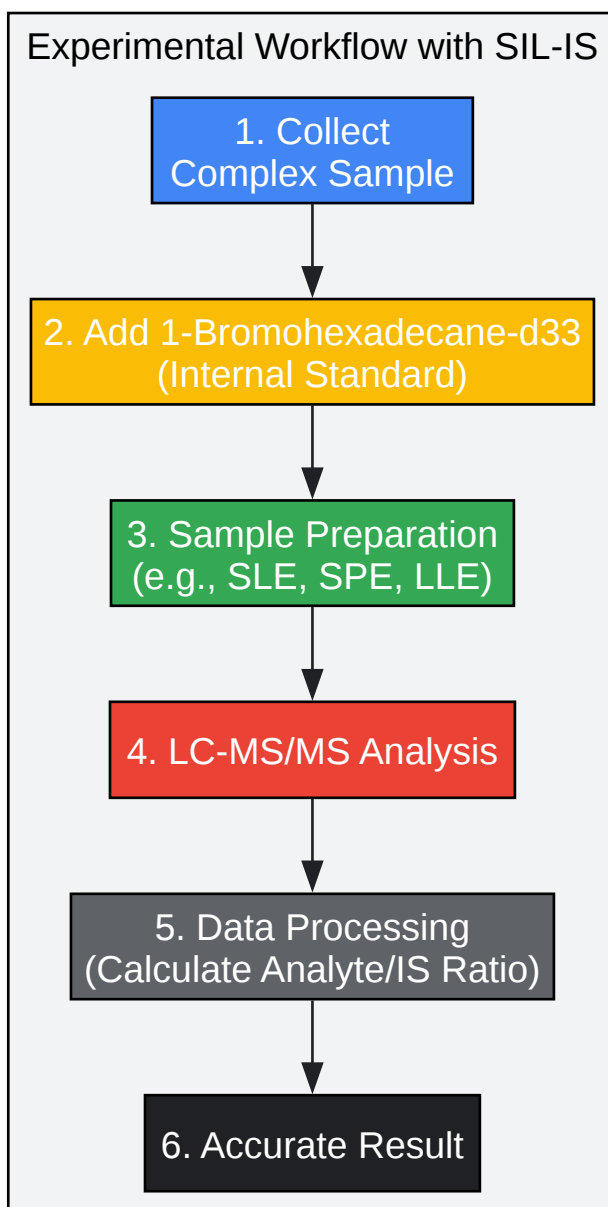 Experimental Workflow with SIL-IS
1. Collect
Complex Sample
2. Add 1-Bromohexadecane-d33
(Internal Standard)
3. Sample Preparation
(e.g., SLE, SPE, LLE)
4. LC-MS/MS Analysis
5. Data Processing
(Calculate Analyte/IS Ratio)
6. Accurate Result